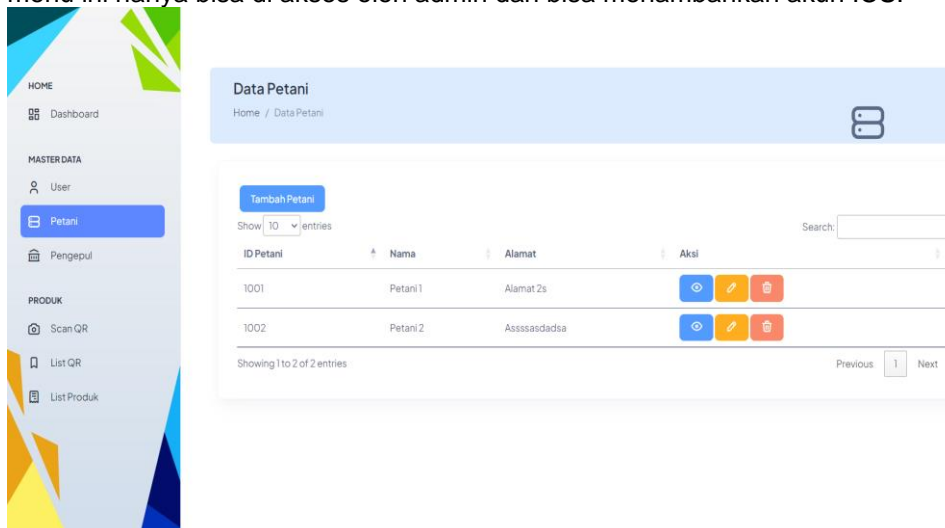 menu ini hanya bisa di akses oleh admin dan bisa menambahkan akun ICS.
HOME
Dashboard
MASTER DATA
User
Petani
Pengepul
PRODUK
Scan QR
List QR
List Produk
Data Petani
Home / Data Petani
Tambah Petani
Show 10 entries
Search:
ID Petani Nama Alamat Aksi
1001 Petani 1 Alamat 2s
1002 Petani 2 Assssasdadsa
Showing 1 to 2 of 2 entries
Previous 1 Next